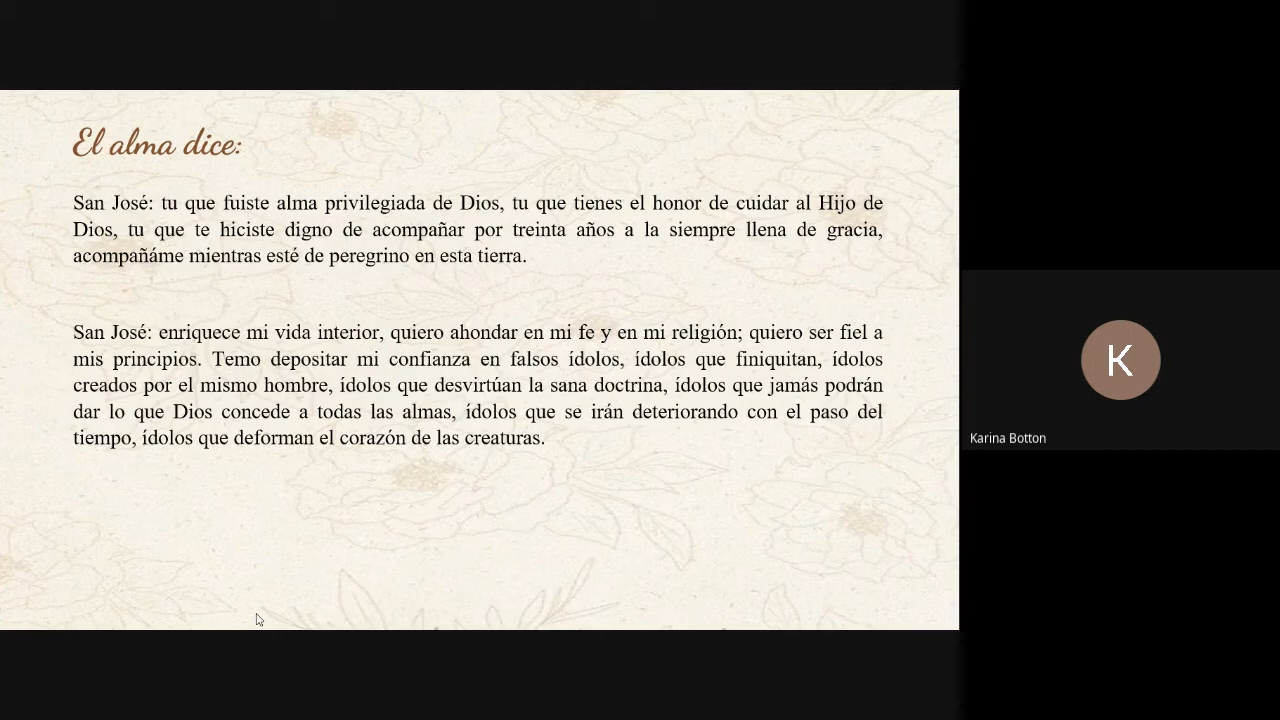 El alma dice:
San José: tu que fuiste alma privilegiada de Dios, tu que tienes el honor de cuidar al Hijo de
Dios, tu que te hiciste digno de acompañar por treinta años a la siempre llena de gracia,
acompañáme mientras esté de peregrino en esta tierra.
San José: enriquece mi vida interior, quiero ahondar en mi fe y en mi religión; quiero ser fiel a
mis principios. Temo depositar mi confianza en falsos ídolos, ídolos que finiquitan, ídolos
creados por el mismo hombre, ídolos que desvirtúan la sana doctrina, ídolos que jamás podrán
dar lo que Dios concede a todas las almas, ídolos que se irán deteriorando con el paso del
tiempo, ídolos que deforman el corazón de las creaturas.
K
Karina Botton